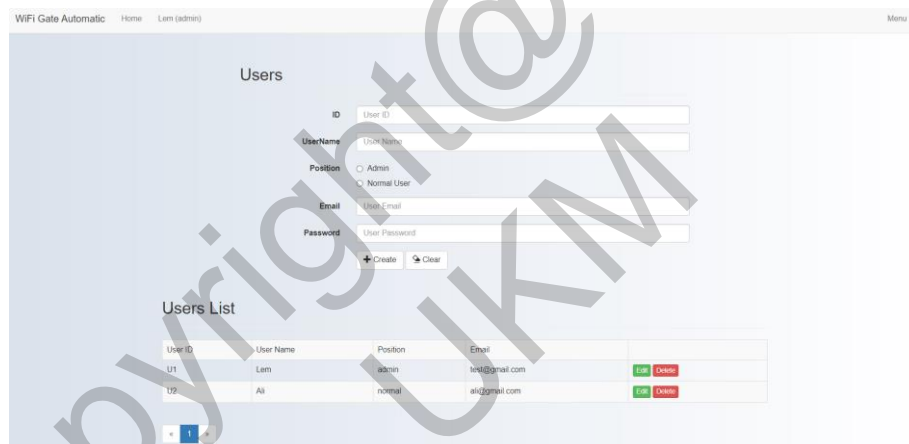 WiFi Gate Automatic Home Lem (admin) Menu
Users
ID User ID
UserName User Name
Position Admin
Normal User
Email User Email
Password User Password
Create Clear
Users List
User ID User Name Position Email
U1 Lem admin test@gmail.com Edit Delete
U2 Ali normal ali@gmail.com Edit Delete
« 1 »
pyright@
UKM